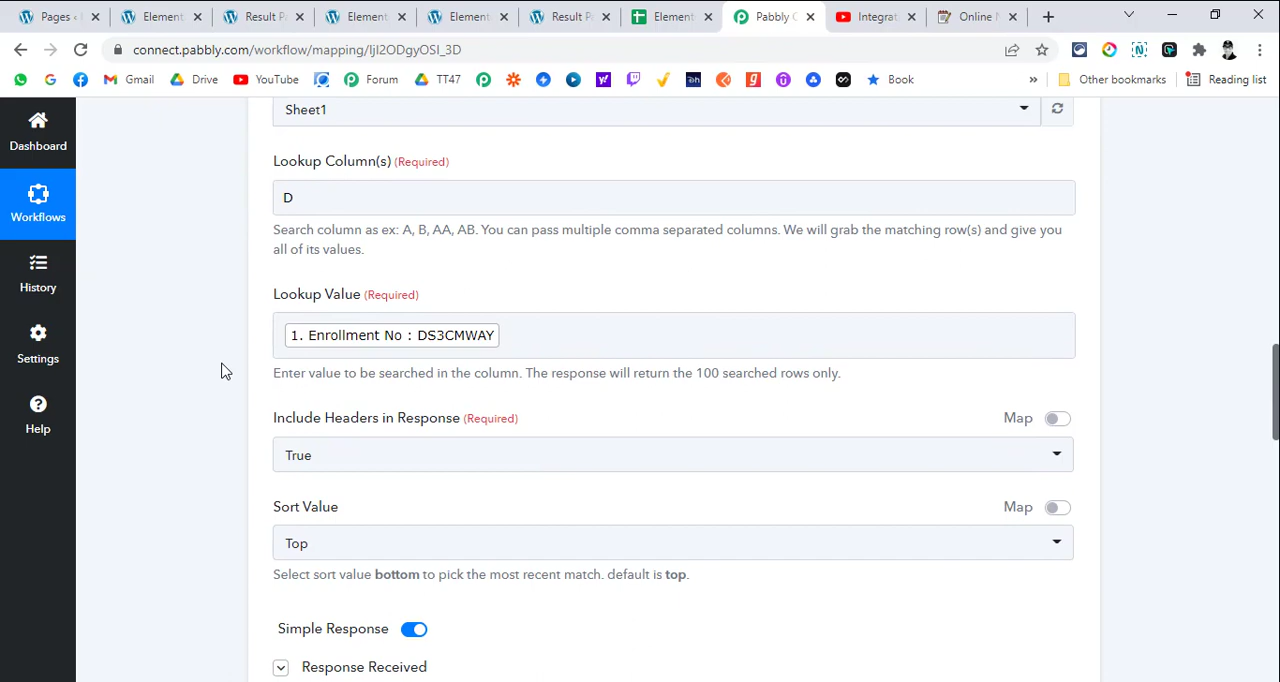 Pages ‹
Element
Result P
Element
Element
Result P
Element
Pabbly C
Integrat
Online N
connect.pabbly.com/workflow/mapping/IjI2ODgyOSI_3D
Gmail
Drive
YouTube
Forum
TT47
Book
»
Other bookmarks
Reading list
Dashboard
Workflows
History
Settings
Help
Sheet1
Lookup Column(s) (Required)
D
Search column as ex: A, B, AA, AB. You can pass multiple comma separated columns. We will grab the matching row(s) and give you
all of its values.
Lookup Value (Required)
1. Enrollment No : DS3CMWAY
Enter value to be searched in the column. The response will return the 100 searched rows only.
Include Headers in Response (Required)
Map
True
Sort Value
Map
Top
Select sort value bottom to pick the most recent match. default is top.
Simple Response
Response Received